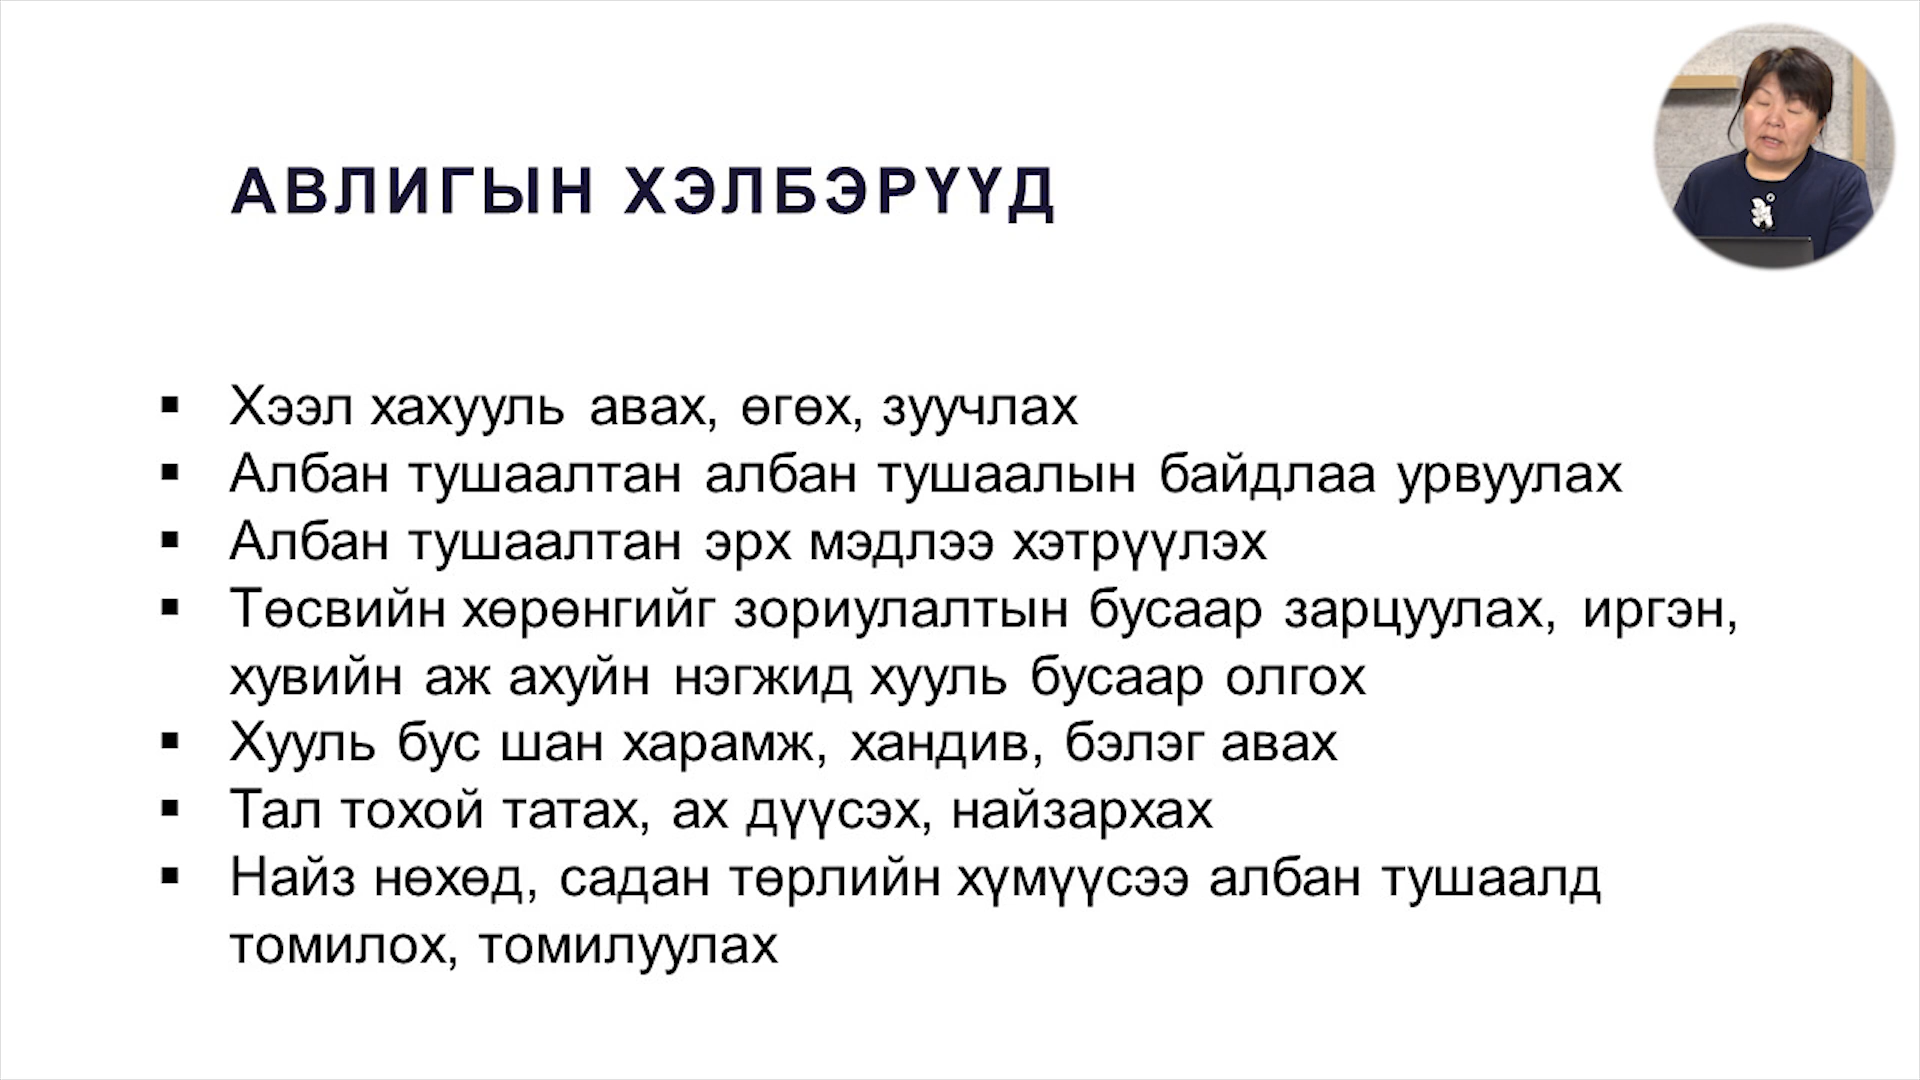 АВЛИГЫН ХЭЛБЭРҮҮД
▪ Хээл хахууль авах, өгөх, зуучлах
▪ Албан тушаалтан албан тушаалын байдлаа урвуулах
▪ Албан тушаалтан эрх мэдлээ хэтрүүлэх
▪ Төсвийн хөрөнгийг зориулалтын бусаар зарцуулах, иргэн,
хувийн аж ахуйн нэгжид хууль бусаар олгох
▪ Хууль бус шан харамж, хандив, бэлэг авах
▪ Тал тохой татах, ах дүүсэх, найзархах
▪ Найз нөхөд, садан төрлийн хүмүүсээ албан тушаалд
томилох, томилуулах